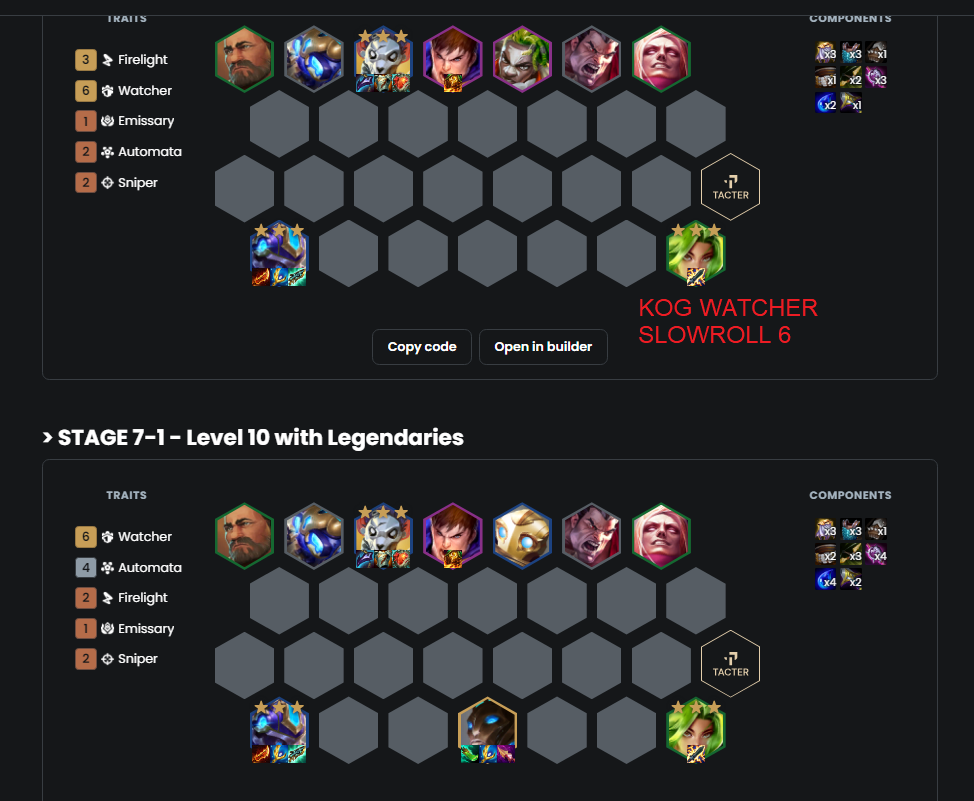 TRAITS
COMPONENTS
3 Firelight
6 Watcher
1 Emissary
2 Automata
2 Sniper
x3 x3 x1
x1 x2 x3
x2 x1
TACTER
KOG WATCHER
SLOWROLL 6
Copy code
Open in builder
> STAGE 7-1 - Level 10 with Legendaries
TRAITS
COMPONENTS
6 Watcher
4 Automata
2 Firelight
1 Emissary
2 Sniper
x3 x3 x1
x2 x3 x4
x4 x2
TACTER